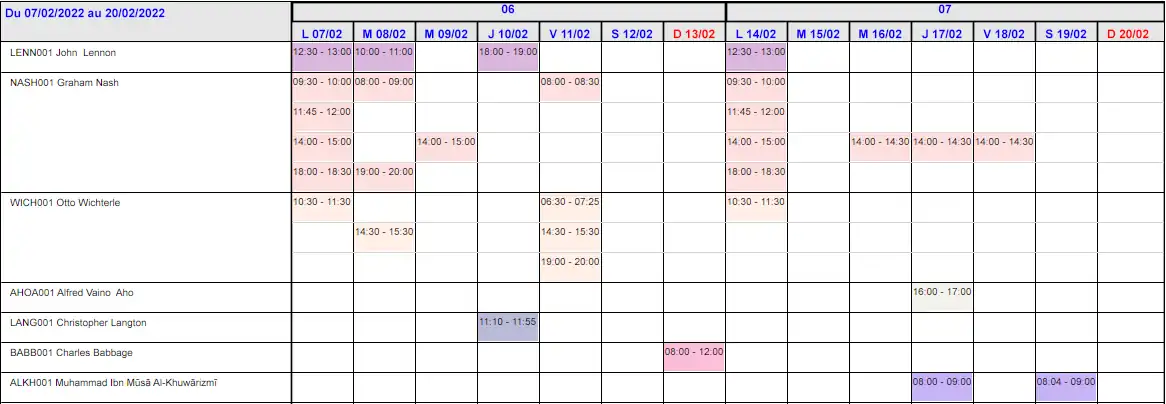 Du 07/02/2022 au 20/02/2022 06 07
L 07/02 M 08/02 M 09/02 J 10/02 V 11/02 S 12/02 D 13/02 L 14/02 M 15/02 M 16/02 J 17/02 V 18/02 S 19/02 D 20/02
LENN001 John Lennon 12:30 - 13:00 10:00 - 11:00 18:00 - 19:00 12:30 - 13:00
NASH001 Graham Nash 09:30 - 10:00 08:00 - 09:00 08:00 - 08:30 09:30 - 10:00
11:45 - 12:00 11:45 - 12:00
14:00 - 15:00 14:00 - 15:00 14:00 - 15:00 14:00 - 14:30 14:00 - 14:30 14:00 - 14:30
18:00 - 18:30 19:00 - 20:00 18:00 - 18:30
WICH001 Otto Wichterle 10:30 - 11:30 06:30 - 07:25 10:30 - 11:30
14:30 - 15:30 14:30 - 15:30
19:00 - 20:00
AHOA001 Alfred Vaino Aho 16:00 - 17:00
LANG001 Christopher Langton 11:10 - 11:55
BABB001 Charles Babbage 08:00 - 12:00
ALKH001 Muhammad Ibn Mūsā Al-Khuwārizmī 08:00 - 09:00 08:04 - 09:00